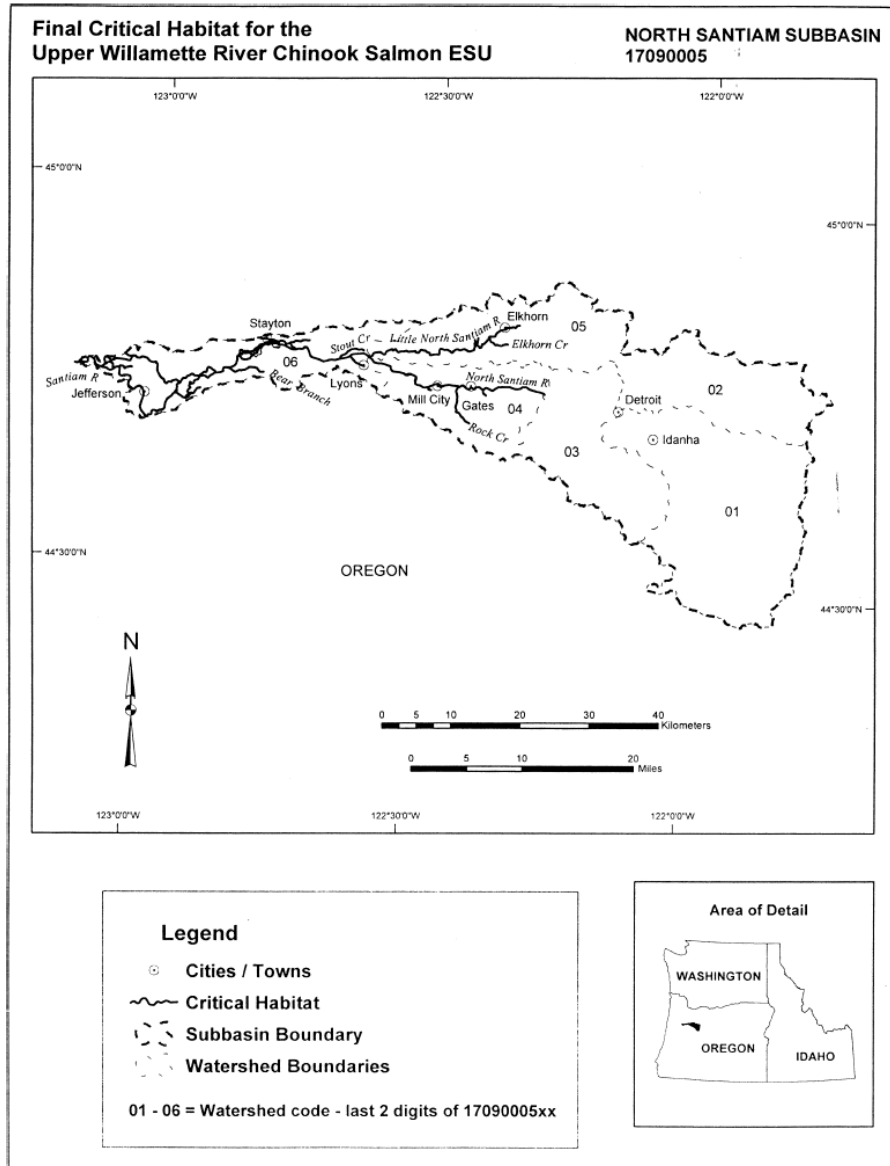 Final Critical Habitat for the
Upper Willamette River Chinook Salmon ESU
NORTH SANTIAM SUBBASIN
17090005
123°0'0"W
122°30'0"W
122°0'0"W
45°0'0"N
45°0'0"N
Elkhorn
05
Stayton
Little North Santiam R
Stout Cr
Elkhorn Cr
06
Santiam R
Bear Branch
Lyons
North Santiam R
02
Jefferson
Mill City
Gates
04
Detroit
Rock Cr
Idanha
03
01
44°30'0"N
OREGON
44°30'0"N
N
0 5 10 20 30 40
Kilometers
0 5 10 20
Miles
123°0'0"W
122°30'0"W
122°0'0"W
Legend
Cities / Towns
Critical Habitat
Subbasin Boundary
Watershed Boundaries
01 - 06 = Watershed code - last 2 digits of 17090005xx
Area of Detail
WASHINGTON
OREGON
IDAHO